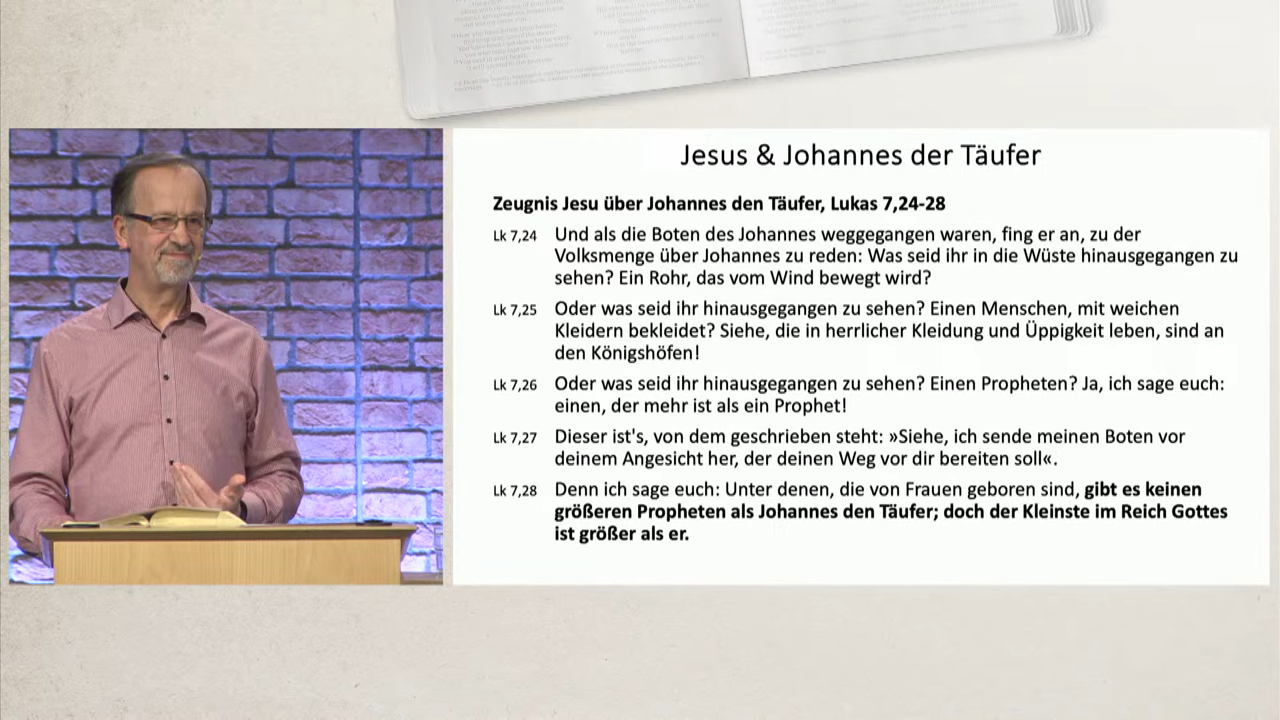 Jesus & Johannes der Täufer
Zeugnis Jesu über Johannes den Täufer, Lukas 7,24-28
Lk 7,24 Und als die Boten des Johannes weggegangen waren, fing er an, zu der
Volksmenge über Johannes zu reden: Was seid ihr in die Wüste hinausgegangen zu
sehen? Ein Rohr, das vom Wind bewegt wird?
Lk 7,25 Oder was seid ihr hinausgegangen zu sehen? Einen Menschen, mit weichen
Kleidern bekleidet? Siehe, die in herrlicher Kleidung und Üppigkeit leben, sind an
den Königshöfen!
Lk 7,26 Oder was seid ihr hinausgegangen zu sehen? Einen Propheten? Ja, ich sage euch:
einen, der mehr ist als ein Prophet!
Lk 7,27 Dieser ist's, von dem geschrieben steht: »Siehe, ich sende meinen Boten vor
deinem Angesicht her, der deinen Weg vor dir bereiten soll«.
Lk 7,28 Denn ich sage euch: Unter denen, die von Frauen geboren sind, gibt es keinen
größeren Propheten als Johannes den Täufer; doch der Kleinste im Reich Gottes
ist größer als er.